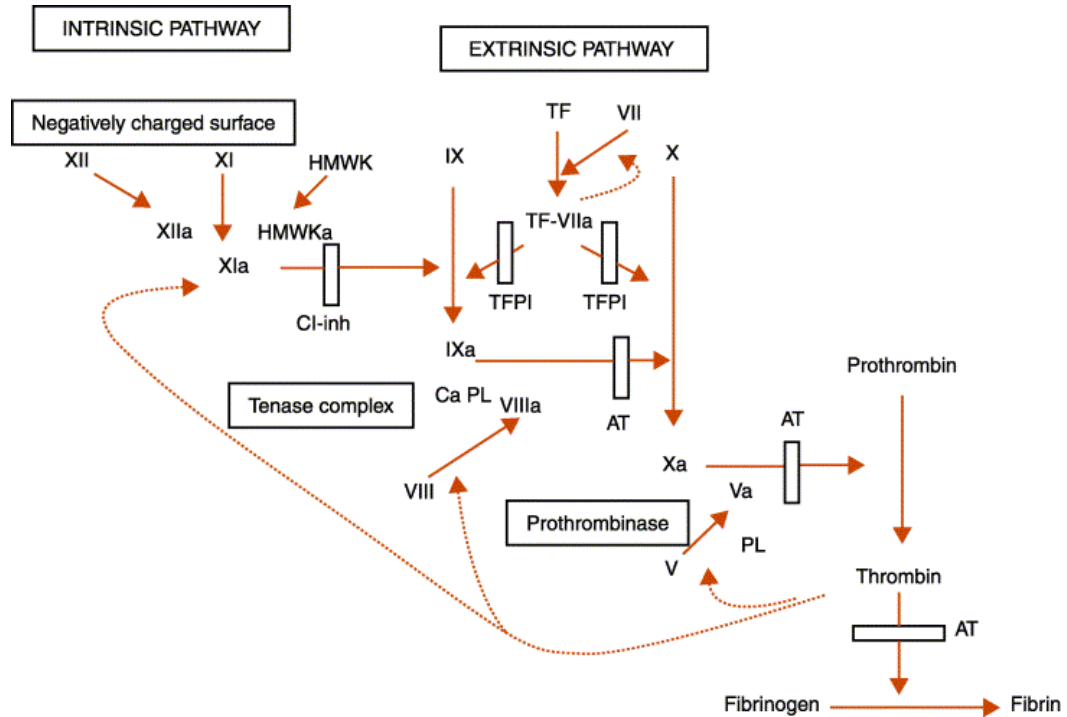 INTRINSIC PATHWAY
EXTRINSIC PATHWAY
Negatively charged surface
TF
VII
XII
XI
HMWK
IX
X
XIIa
HMWKa
TF-VIIa
XIa
TFPI
TFPI
CI-inh
IXa
Prothrombin
Tenase complex
Ca PL
VIIIa
AT
AT
Xa
VIII
Va
Prothrombinase
PL
V
Thrombin
AT
Fibrinogen
Fibrin